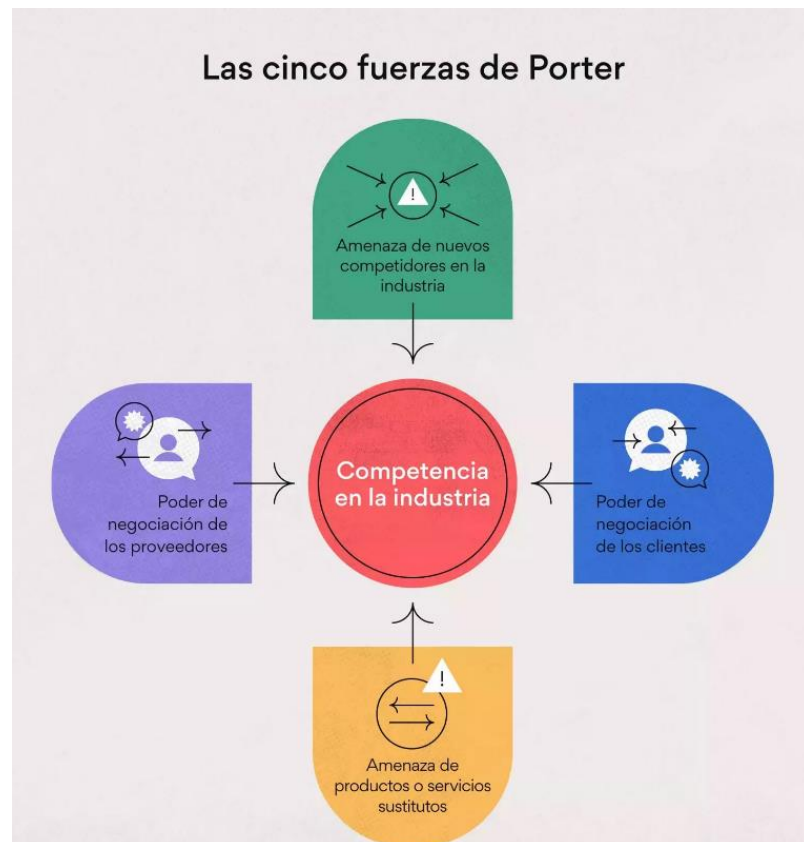 Las cinco fuerzas de Porter
!
Amenaza de nuevos
competidores en la
industria
Poder de
negociación de
los proveedores
Competencia
en la industria
Poder de
negociación
de los clientes
!
Amenaza de
productos o servicios
sustitutos